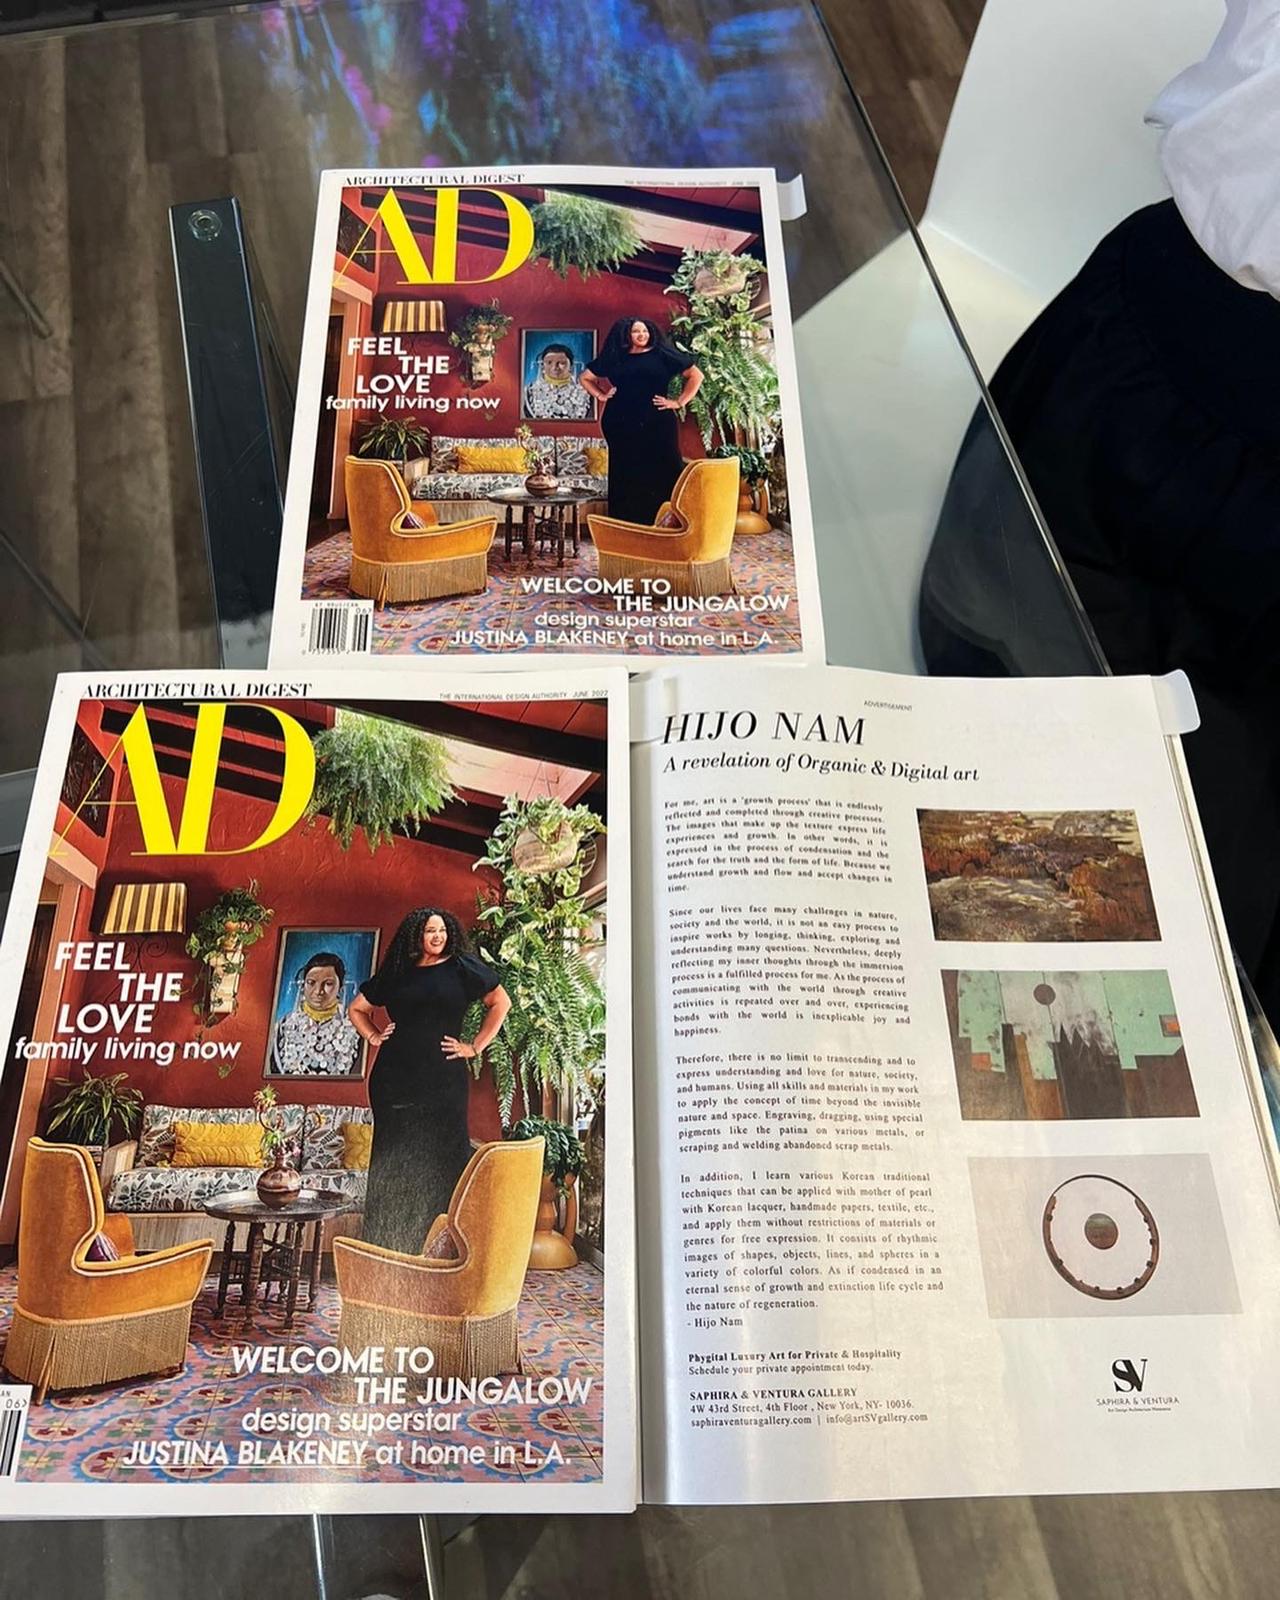 ARCHITECTURAL DIGEST
THE INTERNATIONAL DESIGN AUTHORITY JUNE
AD
FEEL
THE
LOVE
family living now
WELCOME TO
THE JUNGALOW
design superstar
JUSTINA BLAKENEY at home in L.A.
06>
ARCHITECTURAL DIGEST
THE INTERNATIONAL DESIGN AUTHORITY JUNE 2022
AD
FEEL
THE
LOVE
family living now
WELCOME TO
THE JUNGALOW
design superstar
JUSTINA BLAKENEY at home in L.A.
AN
06>
ADVERTISEMENT
HIJO NAM
A revelation of Organic & Digital art
For me, art is a 'growth process' that is endlessly
reflected and completed through creative processes.
The images that make up the texture express life
experiences and growth. In other words, it is
expressed in the process of condensation and the
search for the truth and the form of life. Because we
understand growth and flow and accept changes in
time.
Since our lives face many challenges in nature,
society and the world, it is not an easy process to
inspire works by longing, thinking, exploring and
understanding many questions. Nevertheless, deeply
reflecting my inner thoughts through the immersion
process is a fulfilled process for me. As the process of
communicating with the world through creative
activities is repeated over and over, experiencing
bonds with the world is inexplicable joy and
happiness.
Therefore, there is no limit to transcending and to
express understanding and love for nature, society,
and humans. Using all skills and materials in my work
to apply the concept of time beyond the invisible
nature and space. Engraving, dragging, using special
pigments like the patina on various metals, or
scraping and welding abandoned scrap metals.
In addition, I learn various Korean traditional
techniques that can be applied with mother of pearl
with Korean lacquer, handmade papers, textile, etc.,
and apply them without restrictions of materials or
genres for free expression. It consists of rhythmic
images of shapes, objects, lines, and spheres in a
variety of colorful colors. As if condensed in an
eternal sense of growth and extinction life cycle and
the nature of regeneration.
- Hijo Nam
Phygital Luxury Art for Private & Hospitality
Schedule your private appointment today.
SAPHIRA & VENTURA GALLERY
4W 43rd Street, 4th Floor , New York, NY- 10036.
saphiraventuragallery.com | info@artSVgallery.com
SV
SAPHIRA & VENTURA